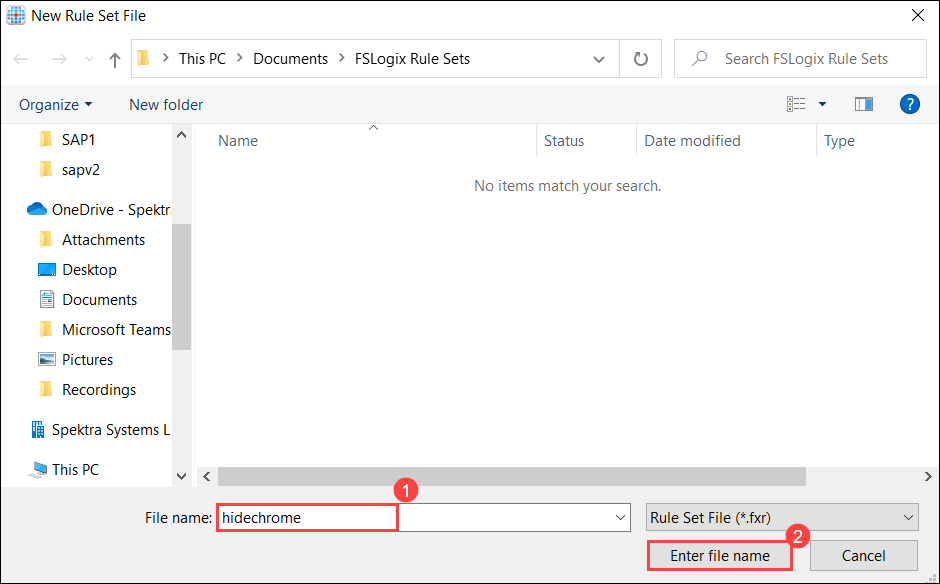 New Rule Set File
This PC > Documents > FSLogix Rule Sets
Search FSLogix Rule Sets
Organize
New folder
?
Name
Status
Date modified
Type
No items match your search.
SAP1
sapv2
OneDrive - Spektr
Attachments
Desktop
Documents
Microsoft Teams
Pictures
Recordings
Spektra Systems L
This PC
1
File name: hidechrome
Rule Set File (*.fxr)
2
Enter file name
Cancel